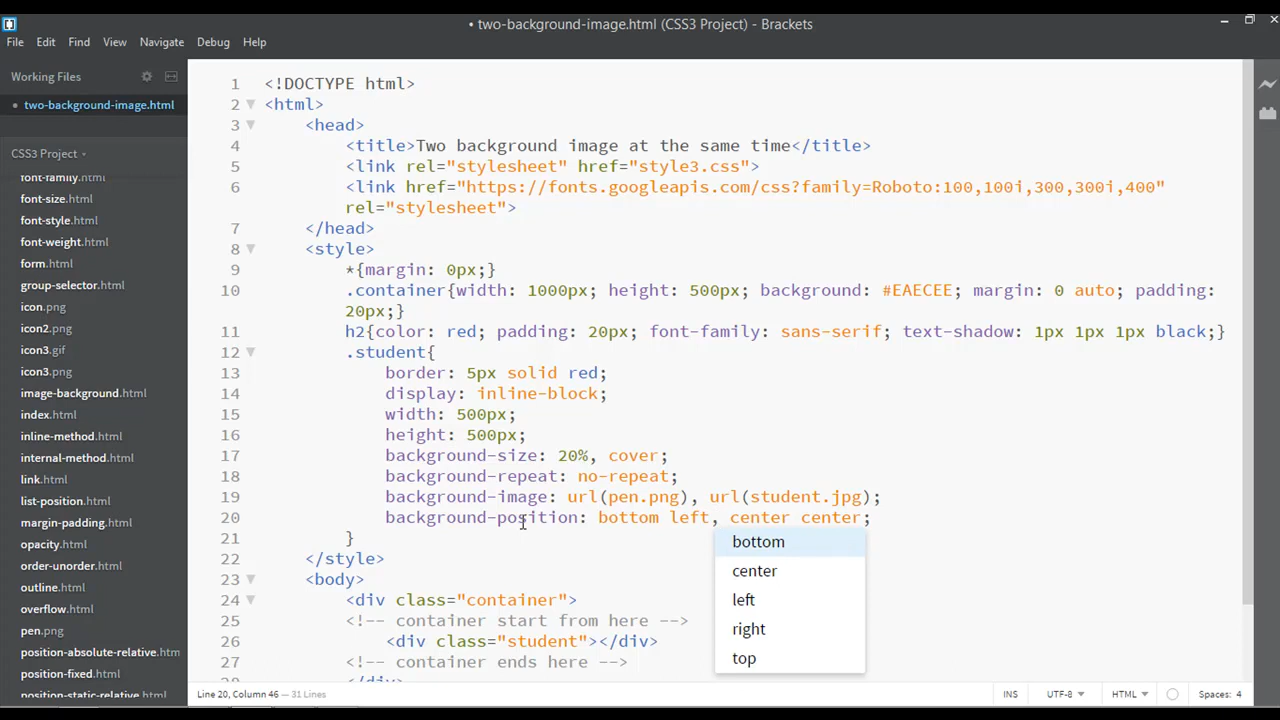 • two-background-image.html (CSS3 Project) - Brackets
File Edit Find View Navigate Debug Help
Working Files
• two-background-image.html
CSS3 Project
font-family.html
font-size.html
font-style.html
font-weight.html
form.html
group-selector.html
icon.png
icon2.png
icon3.gif
icon3.png
image-background.html
index.html
inline-method.html
internal-method.html
link.html
list-position.html
margin-padding.html
opacity.html
order-unorder.html
outline.html
overflow.html
pen.png
position-absolute-relative.htm
position-fixed.html
position-static-relative.html
1 <!DOCTYPE html>
2 <html>
3 <head>
4 <title>Two background image at the same time</title>
5 <link rel="stylesheet" href="style3.css">
6 <link href="https://fonts.googleapis.com/css?family=Roboto:100,100i,300,300i,400"
rel="stylesheet">
7 </head>
8 <style>
9 *{margin: 0px;}
10 .container{width: 1000px; height: 500px; background: #EAECEE; margin: 0 auto; padding:
20px;}
11 h2{color: red; padding: 20px; font-family: sans-serif; text-shadow: 1px 1px 1px black;}
12 .student{
13 border: 5px solid red;
14 display: inline-block;
15 width: 500px;
16 height: 500px;
17 background-size: 20%, cover;
18 background-repeat: no-repeat;
19 background-image: url(pen.png), url(student.jpg);
20 background-position: bottom left, center center;
21 }
22 </style>
23 <body>
24 <div class="container">
25 <!-- container start from here -->
26 <div class="student"></div>
27 <!-- container ends here -->
</div>
bottom
center
left
right
top
Line 20, Column 46 — 31 Lines
INS UTF-8 HTML Spaces: 4